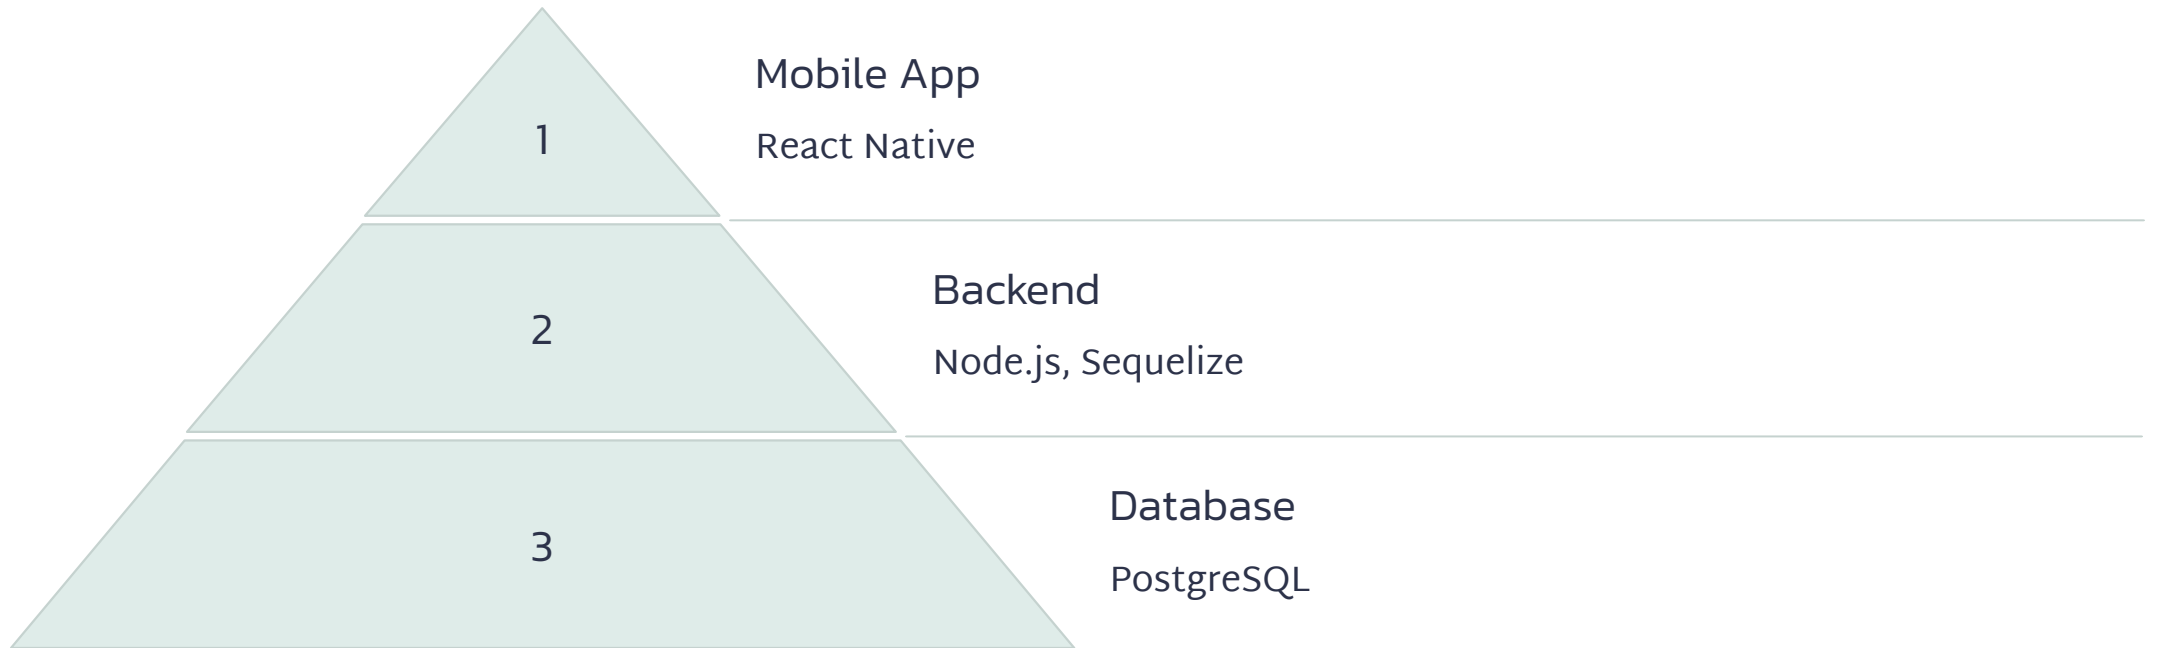 1
Mobile App
React Native
2
Backend
Node.js, Sequelize
3
Database
PostgreSQL